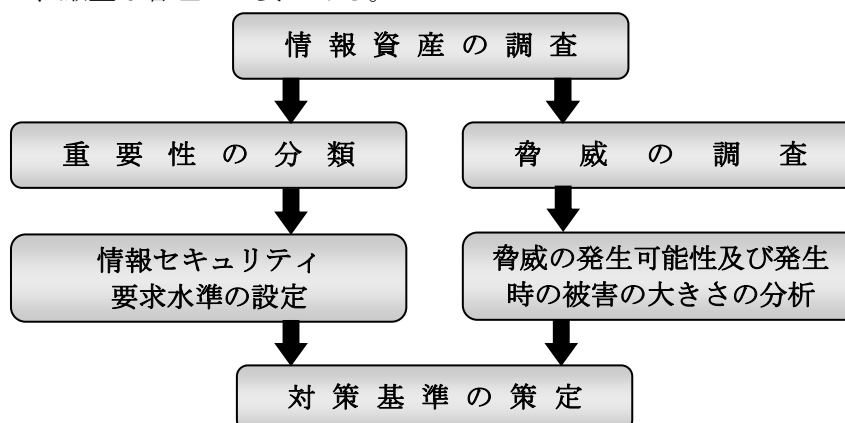 情報資産の調査
重要性の分類
脅威の調査
情報セキュリティ
要求水準の設定
脅威の発生可能性及び発生
時の被害の大きさの分析
対策基準の策定